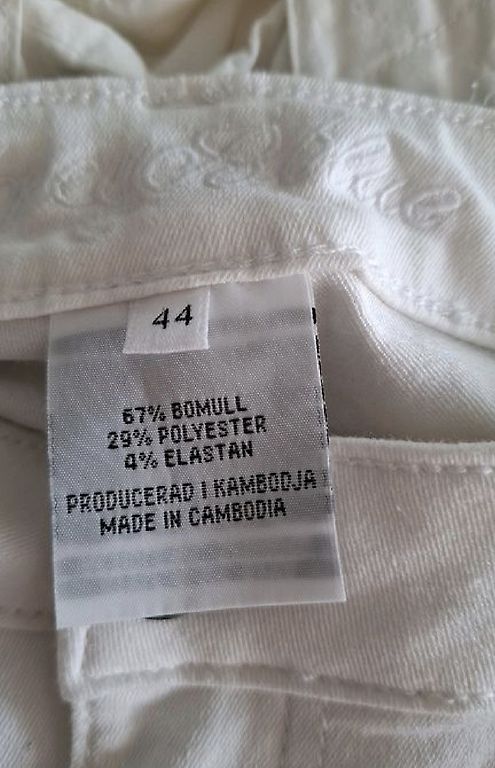 44
67% BOMULL
29% POLYESTER
4% ELASTAN
PRODUCERAD I KAMBODJA
MADE IN CAMBODIA